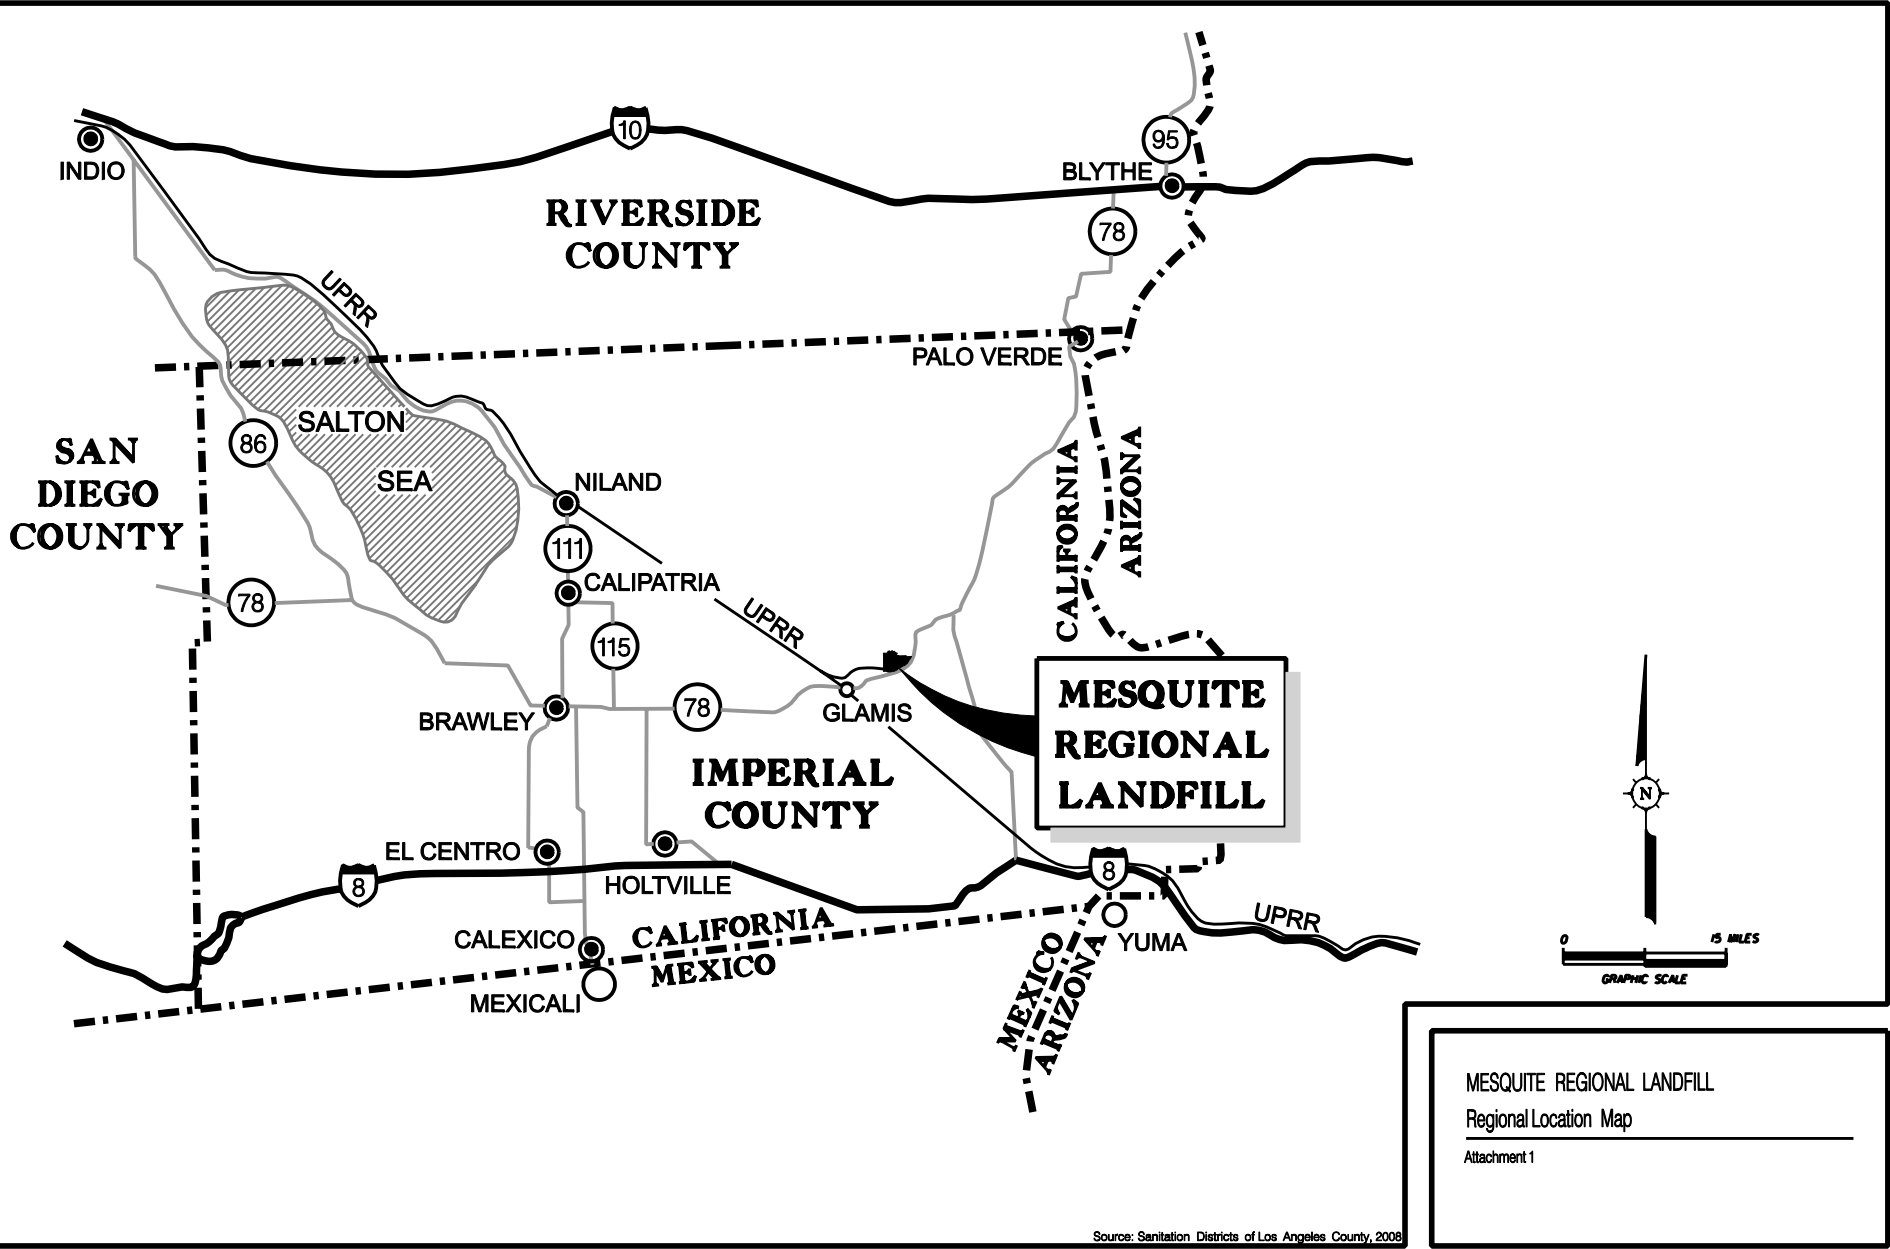 10
95
INDIO
BLYTHE
RIVERSIDE
COUNTY
78
UPRR
PALO VERDE
SALTON
SEA
86
SAN
DIEGO
COUNTY
NILAND
111
CALIPATRIA
CALIFORNIA
ARIZONA
78
115
UPRR
78
BRAWLEY
GLAMIS
MESQUITE
REGIONAL
LANDFILL
IMPERIAL
COUNTY
N
EL CENTRO
8
HOLTVILLE
8
CALEXICO
CALIFORNIA
MEXICO
MEXICALI
YUMA
UPRR
MEXICO
ARIZONA
0 15 MILES
GRAPHIC SCALE
MESQUITE REGIONAL LANDFILL
Regional Location Map
Attachment 1
Source: Sanitation Districts of Los Angeles County, 2008